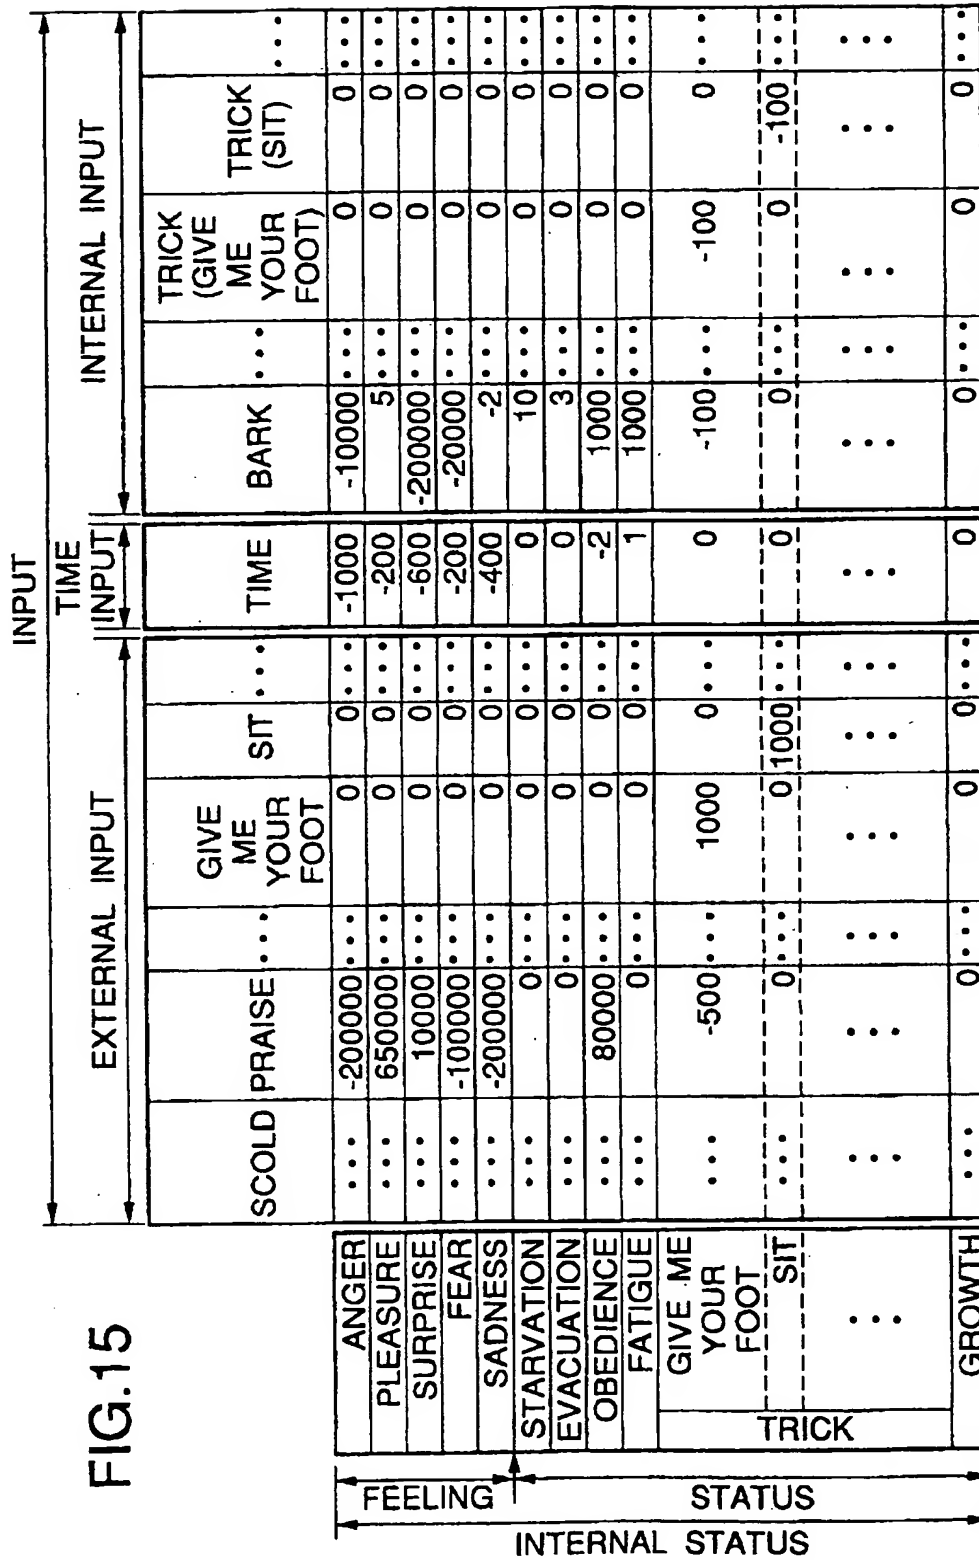 FIG.15
INPUT
EXTERNAL INPUT TIME INPUT INTERNAL INPUT
SCOLD PRAISE ... GIVE ME YOUR FOOT SIT ... TIME BARK ... TRICK (GIVE ME YOUR FOOT) TRICK (SIT) ...
INTERNAL STATUS
FEELING
ANGER ... -200000 ... 0 0 ... -1000 -10000 ... 0 0 ...
PLEASURE ... 650000 ... 0 0 ... -200 5 ... 0 0 ...
SURPRISE ... 10000 ... 0 0 ... -600 -200000 ... 0 0 ...
FEAR ... -100000 ... 0 0 ... -200 -20000 ... 0 0 ...
SADNESS ... -200000 ... 0 0 ... -400 -2 ... 0 0 ...
STATUS
STARVATION ... 0 ... 0 0 ... 0 10 ... 0 0 ...
EVACUATION ... 0 ... 0 0 ... 0 3 ... 0 0 ...
OBEDIENCE ... 80000 ... 0 0 ... -2 1000 ... 0 0 ...
FATIGUE ... 0 ... 0 0 ... 1 1000 ... 0 0 ...
TRICK
GIVE ME YOUR FOOT ... -500 ... 1000 0 ... 0 -100 ... -100 0 ...
SIT ... 0 ... 0 1000 ... 0 0 ... 0 -100 ...
... ... ... ... ... ... ... ... ... ... ... ... ...
GROWTH ... 0 ... 0 0 ... 0 0 ... 0 0 ...